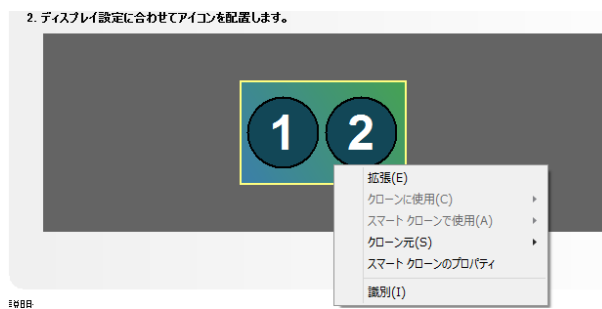 2. ディスプレイ設定に合わせてアイコンを配置します。
1 2
拡張(E)
クローンに使用(C)
スマート クローンで使用(A)
クローン元(S)
スマート クローンのプロパティ
識別(I)
説明